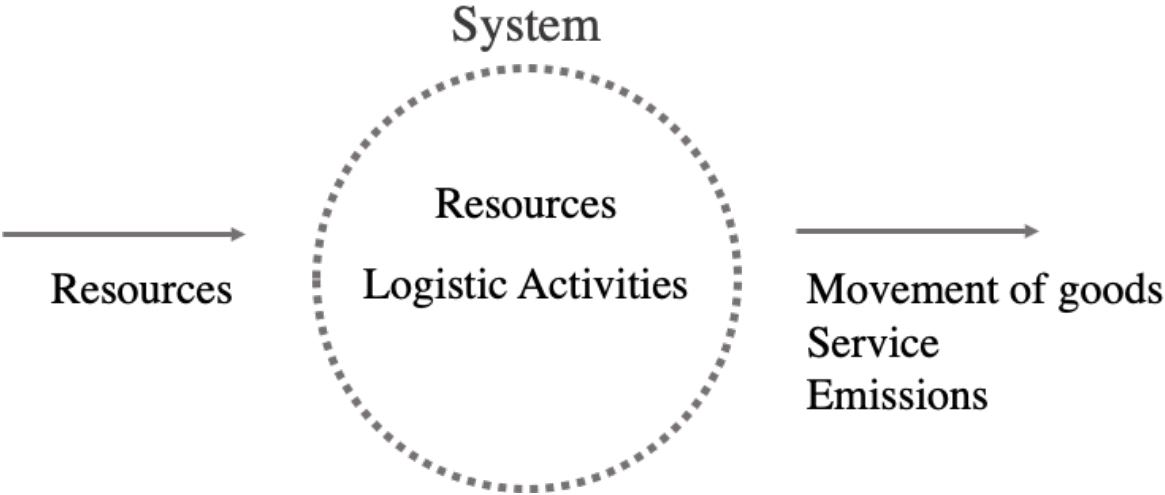 System
Resources
Logistic Activities
Resources
Movement of goods
Service
Emissions